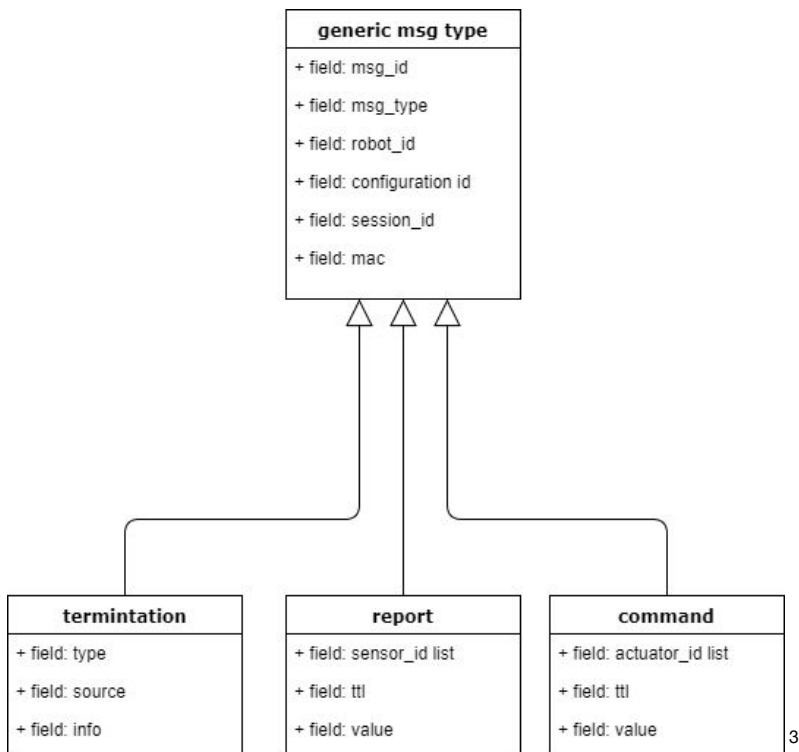 generic msg type
+ field: msg_id
+ field: msg_type
+ field: robot_id
+ field: configuration id
+ field: session_id
+ field: mac
termintation
+ field: type
+ field: source
+ field: info
report
+ field: sensor_id list
+ field: ttl
+ field: value
command
+ field: actuator_id list
+ field: ttl
+ field: value
3